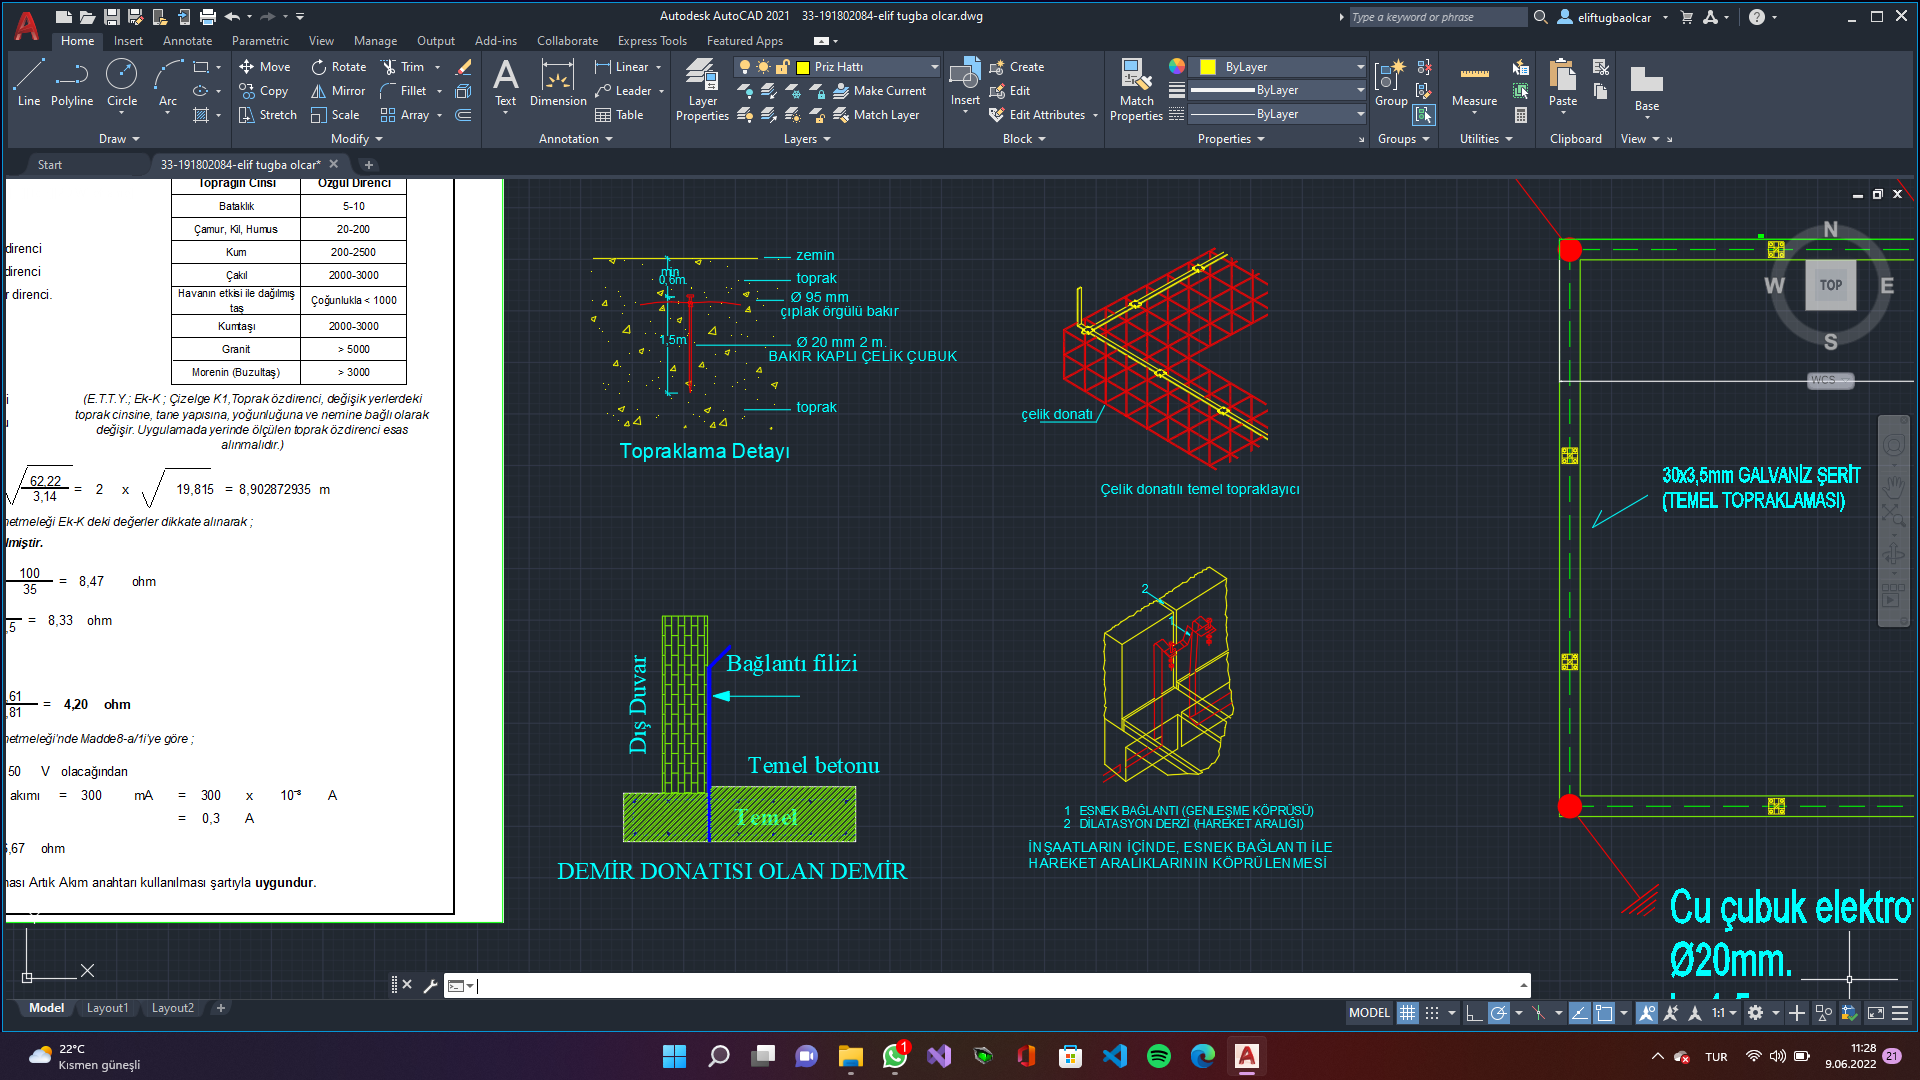 Autodesk AutoCAD 2021 33-191802084-elif tugba olcar.dwg
Type a keyword or phrase
eliftugbaolcar
Home Insert Annotate Parametric View Manage Output Add-ins Collaborate Express Tools Featured Apps
Line Polyline Circle Arc
Move Rotate Trim
Copy Mirror Fillet
Stretch Scale Array
Text Dimension
Linear
Leader
Table
Layer Properties
Priz Hattı
Make Current
Match Layer
Insert
Create
Edit
Edit Attributes
Match Properties
ByLayer
ByLayer
ByLayer
Group
Measure
Paste
Base
Draw Modify Annotation Layers Block Properties Groups Utilities Clipboard View
Start 33-191802084-elif tugba olcar*
Toprağın Cinsi Özgül Direnci
Bataklık 5-10
Çamur, Kil, Humus 20-200
Kum 200-2500
Çakıl 2000-3000
Havanın etkisi ile dağılmış taş Çoğunlukla < 1000
Kumtaşı 2000-3000
Granit > 5000
Morenin (Buzultaş) > 3000
direnci
direnci
r direnci.
(E.T.T.Y.; Ek-K ; Çizelge K1,Toprak özdirenci, değişik yerlerdeki
toprak cinsine, tane yapısına, yoğunluğuna ve nemine bağlı olarak
değişir. Uygulamada yerinde ölçülen toprak özdirenci esas
alınmalıdır.)
62,22
3,14
= 2 x 19,815 = 8,902872935 m
netmeleği Ek-K deki değerler dikkate alınarak ;
lmiştir.
100
35
= 8,47 ohm
,5 = 8,33 ohm
,61
,81
= 4,20 ohm
netmeleği'nde Madde8-a/1i'ye göre ;
50 V olacağından
akımı = 300 mA = 300 x 10⁻³ A
= 0,3 A
6,67 ohm
ması Artık Akım anahtarı kullanılması şartıyla uygundur.
zemin
min
0,6m.
toprak
Ø 95 mm
çıplak örgülü bakır
1,5m
Ø 20 mm 2 m.
BAKIR KAPLI ÇELİK ÇUBUK
toprak
Topraklama Detayı
çelik donatı
Çelik donatılı temel topraklayıcı
Dış Duvar
Bağlantı filizi
Temel betonu
Temel
DEMİR DONATISI OLAN DEMİR
2
1
1 ESNEK BAĞLANTI (GENLEŞME KÖPRÜSÜ)
2 DİLATASYON DERZİ (HAREKET ARALIĞI)
İNŞAATLARIN İÇİNDE, ESNEK BAĞLANTI İLE
HAREKET ARALIKLARININ KÖPRÜLENMESİ
N
W TOP E
S
WCS
30x3,5mm GALVANİZ ŞERİT
(TEMEL TOPRAKLAMASI)
Cu çubuk elektro
Ø20mm.
Model Layout1 Layout2
MODEL 1:1
22°C
Kısmen güneşli
1
TUR
11:28
9.06.2022
21